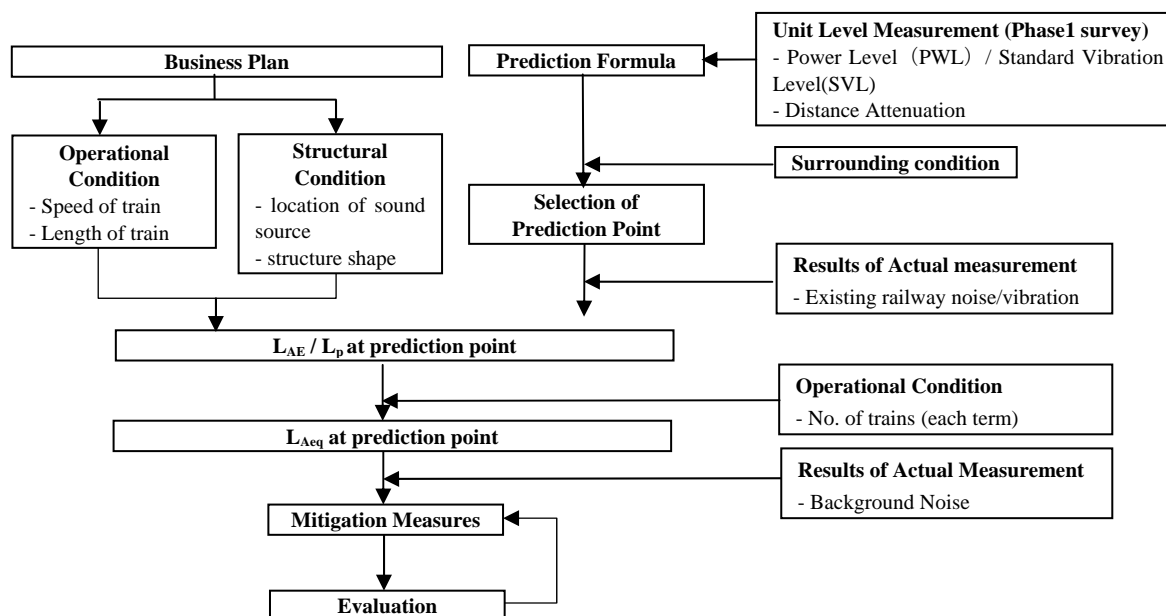 Business Plan
Operational
Condition
- Speed of train
- Length of train
Structural
Condition
- location of sound
source
- structure shape
Prediction Formula
Unit Level Measurement (Phase1 survey)
- Power Level（PWL）/ Standard Vibration
Level(SVL)
- Distance Attenuation
Surrounding condition
Selection of
Prediction Point
Results of Actual measurement
- Existing railway noise/vibration
LAE / Lp at prediction point
Operational Condition
- No. of trains (each term)
LAeq at prediction point
Results of Actual Measurement
- Background Noise
Mitigation Measures
Evaluation